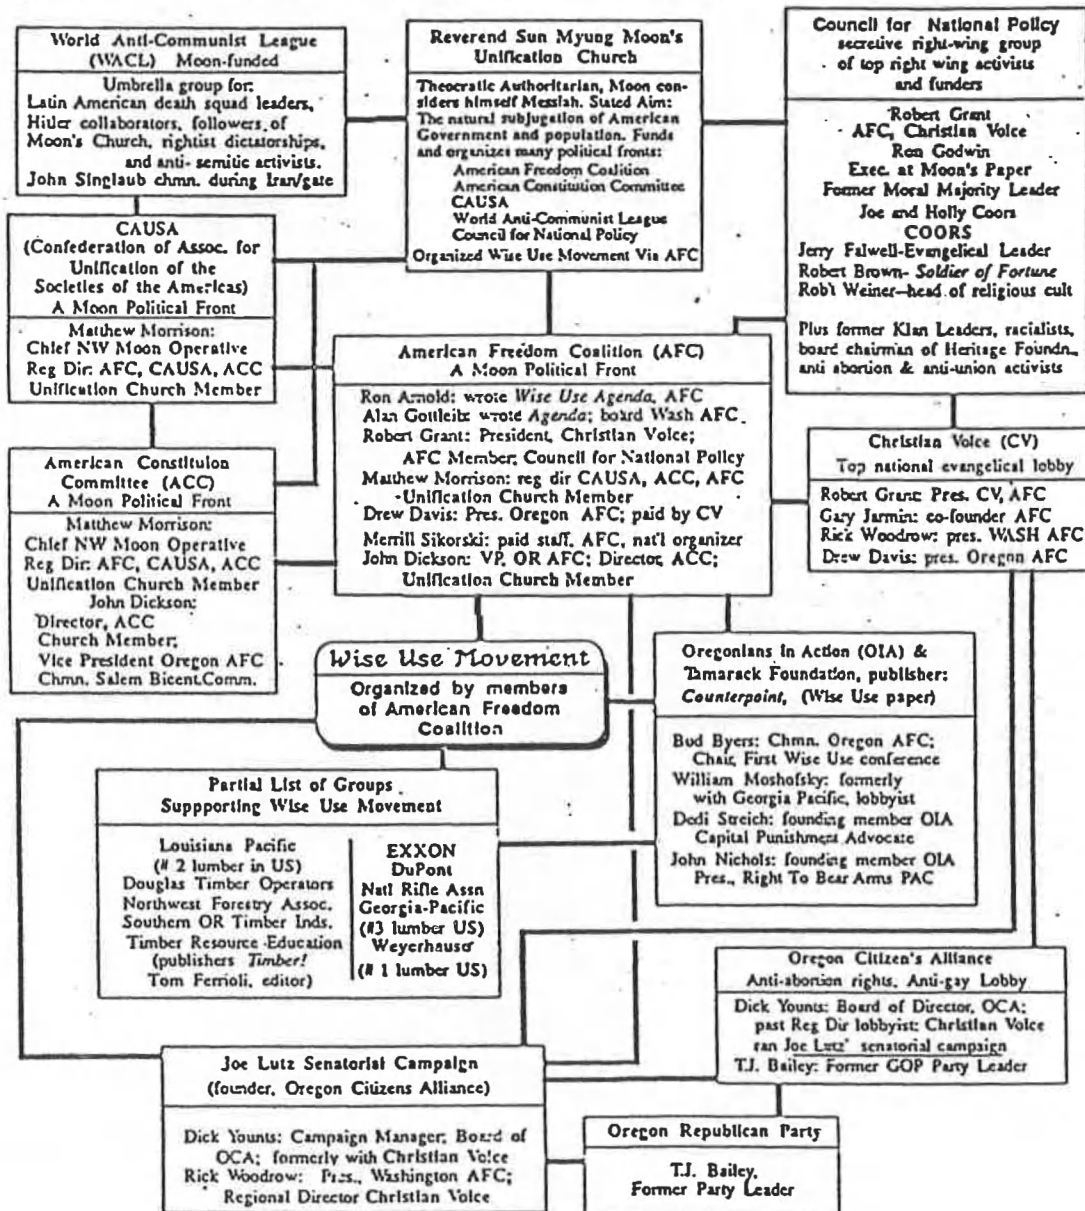 World Anti-Communist League
(WACL) Moon-funded
Umbrella group for:
Latin American death squad leaders,
Hitler collaborators, followers of
Moon's Church, rightist dictatorships,
and anti- semitic activists.
John Singlaub chmn. during Iran/gate
Reverend Sun Myung Moon's
Unification Church
Theocratic Authoritarian, Moon con-
siders himself Messiah. Stated Aim:
The natural subjugation of American
Government and population. Funds
and organizes many political fronts:
American Freedom Coalition
American Constitution Committee
CAUSA
World Anti-Communist League
Council for National Policy
Organized Wise Use Movement Via AFC
Council for National Policy
secretive right-wing group
of top right wing activists
and funders
Robert Grant
AFC, Christian Voice
Ron Godwin
Exec. at Moon's Paper
Former Moral Majority Leader
Joe and Holly Coors
COORS
Jerry Falwell-Evangelical Leader
Robert Brown- Soldier of Fortune
Rob't Weiner—head of religious cult
Plus former Klan Leaders, racialists,
board chairman of Heritage Foundn.,
anti abortion & anti-union activists
CAUSA
(Confederation of Assoc. for
Unification of the
Societies of the Americas)
A Moon Political Front
Matthew Morrison:
Chief NW Moon Operative
Reg Dir: AFC, CAUSA, ACC
Unification Church Member
American Freedom Coalition (AFC)
A Moon Political Front
Ron Arnold: wrote Wise Use Agenda, AFC
Alan Gottleib: wrote Agenda; board Wash AFC
Robert Grant: President, Christian Voice;
AFC Member, Council for National Policy
Matthew Morrison: reg dir CAUSA, ACC, AFC
Unification Church Member
Drew Davis: Pres. Oregon AFC; paid by CV
Merrill Sikorski: paid staff, AFC, nat'l organizer
John Dickson: VP, OR AFC; Director, ACC;
Unification Church Member
Christian Voice (CV)
Top national evangelical lobby
Robert Grant: Pres. CV, AFC
Gary Jarmin: co-founder AFC
Rick Woodrow: pres. WASH AFC
Drew Davis: pres. Oregon AFC
American Constituion
Committee (ACC)
A Moon Political Front
Matthew Morrison:
Chief NW Moon Operative
Reg Dir: AFC, CAUSA, ACC
Unification Church Member
John Dickson:
Director, ACC
Church Member;
Vice President Oregon AFC
Chmn. Salem Bicent.Comm.
Wise Use Movement
Organized by members
of American Freedom
Coalition
Oregonians In Action (OIA) &
Tamarack Foundation, publisher:
Counterpoint, (Wise Use paper)
Bud Byers: Chmn. Oregon AFC;
Chair, First Wise Use conference
William Moshofsky: formerly
with Georgia Pacific, lobbyist
Dedi Streich: founding member OIA
Capital Punishment Advocate
John Nichols: founding member OIA
Pres., Right To Bear Arms PAC
Partial List of Groups
Suppporting Wise Use Movement
Louisiana Pacific
(# 2 lumber in US)
Douglas Timber Operators
Northwest Forestry Assoc.
Southern OR Timber Inds.
Timber Resource Education
(publishers Timber!
Tom Ferrioli, editor)
EXXON
DuPont
Natl Rifle Assn
Georgia-Pacific
(#3 lumber US)
Weyerhauser
(# 1 lumber US)
Oregon Citizen's Alliance
Anti-abortion rights, Anti-gay Lobby
Dick Younts: Board of Director, OCA;
past Reg Dir lobbyist: Christian Voice
ran Joe Lutz' senatorial campaign
T.J. Bailey: Former GOP Party Leader
Joe Lutz Senatorial Campaign
(founder, Oregon Citizens Alliance)
Dick Younts: Campaign Manager; Board of
OCA; formerly with Christian Voice
Rick Woodrow: Pres., Washington AFC;
Regional Director Christian Voice
Oregon Republican Party
T.J. Bailey,
Former Party Leader